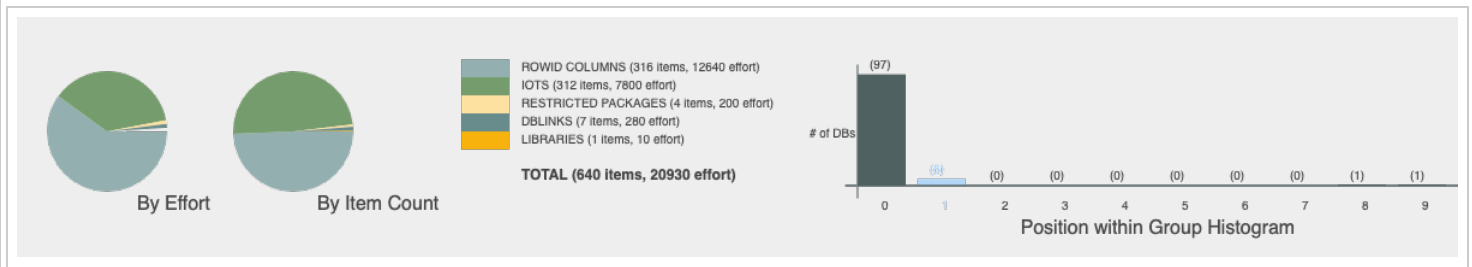 By Effort
By Item Count
ROWID COLUMNS (316 items, 12640 effort)
IOTS (312 items, 7800 effort)
RESTRICTED PACKAGES (4 items, 200 effort)
DBLINKS (7 items, 280 effort)
LIBRARIES (1 items, 10 effort)
TOTAL (640 items, 20930 effort)
# of DBs
(97)
(0)
(0)
(0)
(0)
(0)
(0)
(1)
(1)
0
1
2
3
4
5
6
7
8
9
Position within Group Histogram